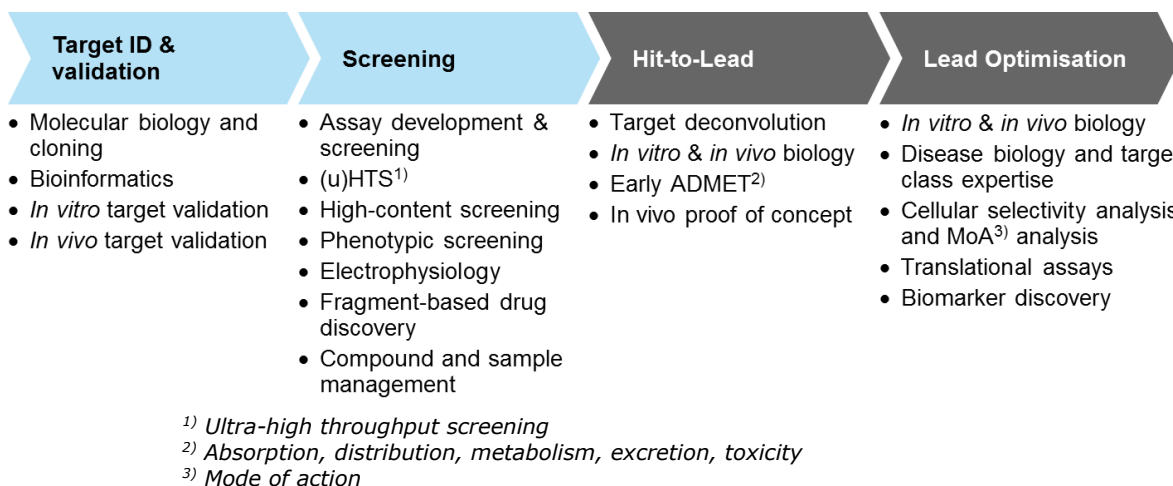 Target ID &
validation
Screening
Hit-to-Lead
Lead Optimisation
• Molecular biology and
cloning
• Bioinformatics
• In vitro target validation
• In vivo target validation
• Assay development &
screening
• (u)HTS1)
• High-content screening
• Phenotypic screening
• Electrophysiology
• Fragment-based drug
discovery
• Compound and sample
management
• Target deconvolution
• In vitro & in vivo biology
• Early ADMET2)
• In vivo proof of concept
• In vitro & in vivo biology
• Disease biology and target
class expertise
• Cellular selectivity analysis
and MoA3) analysis
• Translational assays
• Biomarker discovery
1) Ultra-high throughput screening
2) Absorption, distribution, metabolism, excretion, toxicity
3) Mode of action